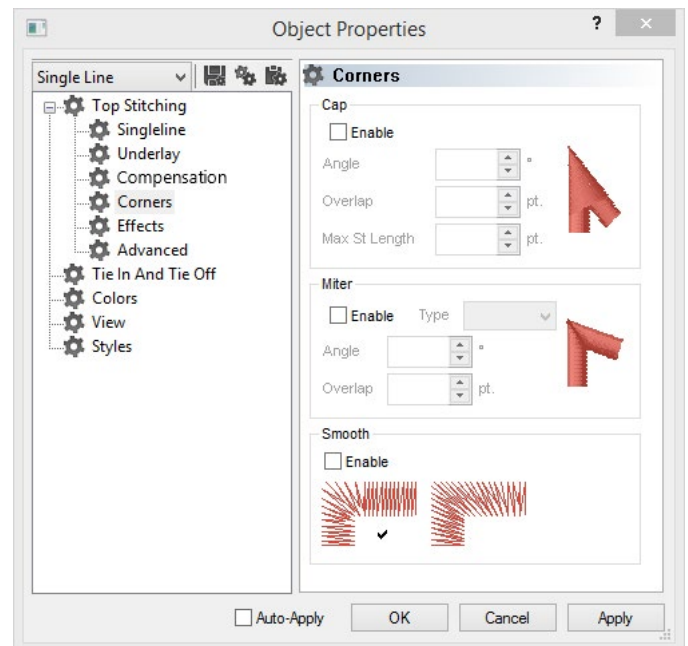 Object Properties
?
Single Line
Corners
Top Stitching
Singleline
Underlay
Compensation
Corners
Effects
Advanced
Tie In And Tie Off
Colors
View
Styles
Cap
Enable
Angle °
Overlap pt.
Max St Length pt.
Miter
Enable Type
Angle °
Overlap pt.
Smooth
Enable
Auto-Apply OK Cancel Apply